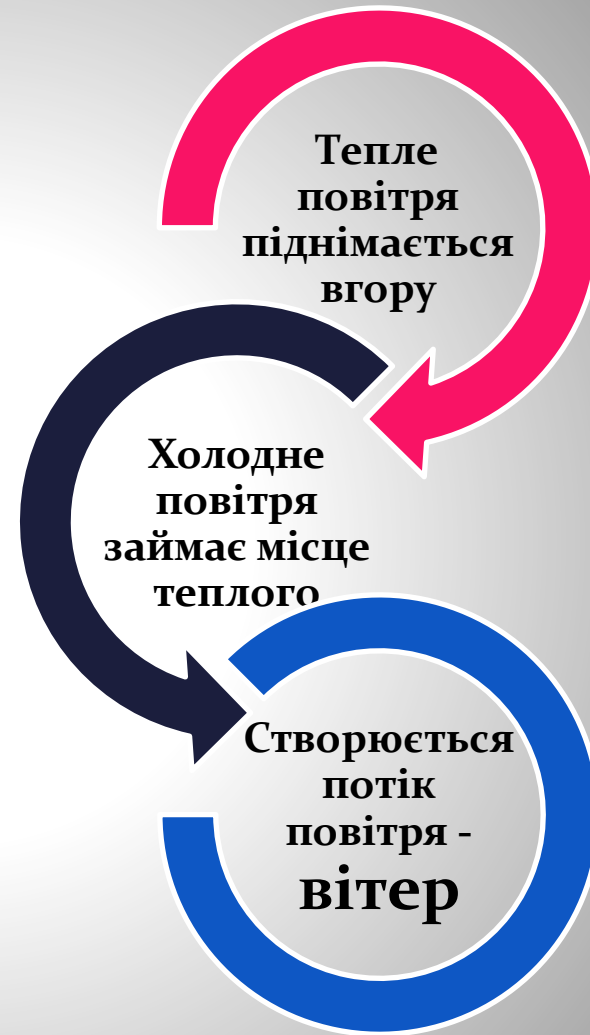 Тепле
повітря
піднімається
вгору
Холодне
повітря
займає місце
теплого
Створюється
потік
повітря -
вітер